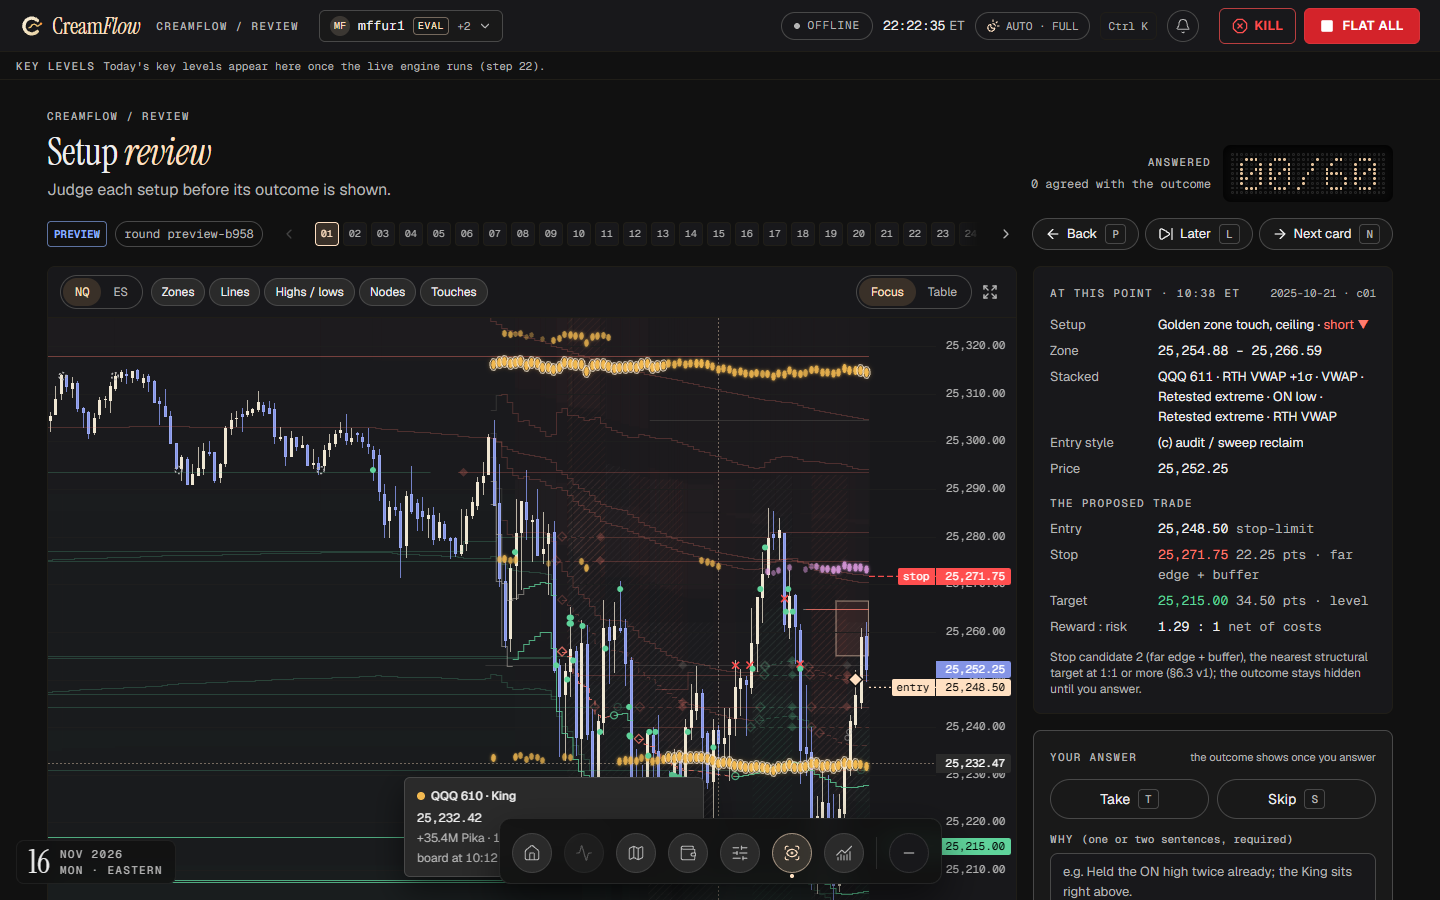 CreamFlow
CREAMFLOW / REVIEW
MF mffur1 EVAL +2
OFFLINE
22:22:35 ET
AUTO · FULL
Ctrl K
KILL
FLAT ALL
KEY LEVELS Today's key levels appear here once the live engine runs (step 22).
CREAMFLOW / REVIEW
Setup review
Judge each setup before its outcome is shown.
ANSWERED
0 agreed with the outcome
00/60
PREVIEW
round preview-b958
01 02 03 04 05 06 07 08 09 10 11 12 13 14 15 16 17 18 19 20 21 22 23 24
Back P
Later L
Next card N
NQ ES
Zones
Lines
Highs / lows
Nodes
Touches
Focus
Table
25,320.00
25,310.00
25,300.00
25,290.00
25,280.00
stop 25,271.75
25,270.00
25,260.00
25,252.25
entry 25,248.50
25,240.00
25,232.47
25,230.00
25,220.00
25,215.00
25,210.00
QQQ 610 · King
25,232.42
+35.4M Pika · 1
board at 10:12
16 NOV 2026
MON · EASTERN
AT THIS POINT · 10:38 ET
2025-10-21 · c01
Setup Golden zone touch, ceiling · short ▼
Zone 25,254.88 – 25,266.59
Stacked QQQ 611 · RTH VWAP +1σ · VWAP ·
Retested extreme · ON low ·
Retested extreme · RTH VWAP
Entry style (c) audit / sweep reclaim
Price 25,252.25
THE PROPOSED TRADE
Entry 25,248.50 stop-limit
Stop 25,271.75 22.25 pts · far
edge + buffer
Target 25,215.00 34.50 pts · level
Reward : risk 1.29 : 1 net of costs
Stop candidate 2 (far edge + buffer), the nearest structural
target at 1:1 or more (§6.3 v1); the outcome stays hidden
until you answer.
YOUR ANSWER
the outcome shows once you answer
Take T
Skip S
WHY (one or two sentences, required)
e.g. Held the ON high twice already; the King sits
right above.